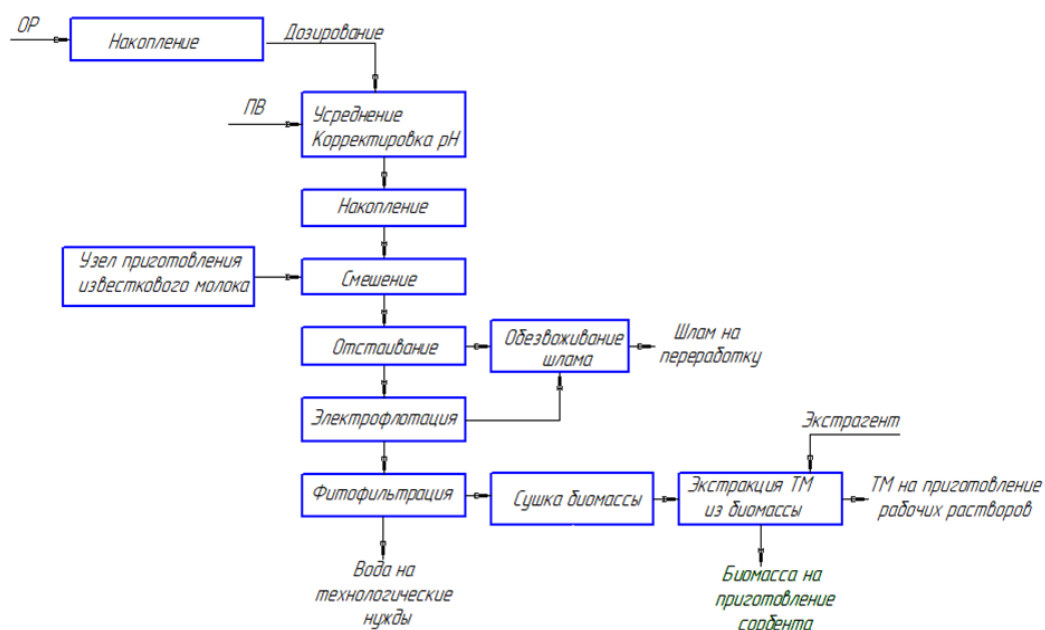 ОР
Накопление
Дозирование
ПВ
Усреднение
Корректировка pH
Накопление
Узел приготовления
известкового молока
Смешение
Отстаивание
Обезвоживание
шлама
Шлам на
переработку
Электрофлотация
Экстрагент
Фитофильтрация
Сушка биомассы
Экстракция ТМ
из биомассы
ТМ на приготовление
рабочих растворов
Вода на
технологические
нужды
Биомасса на
приготовление
сорбента